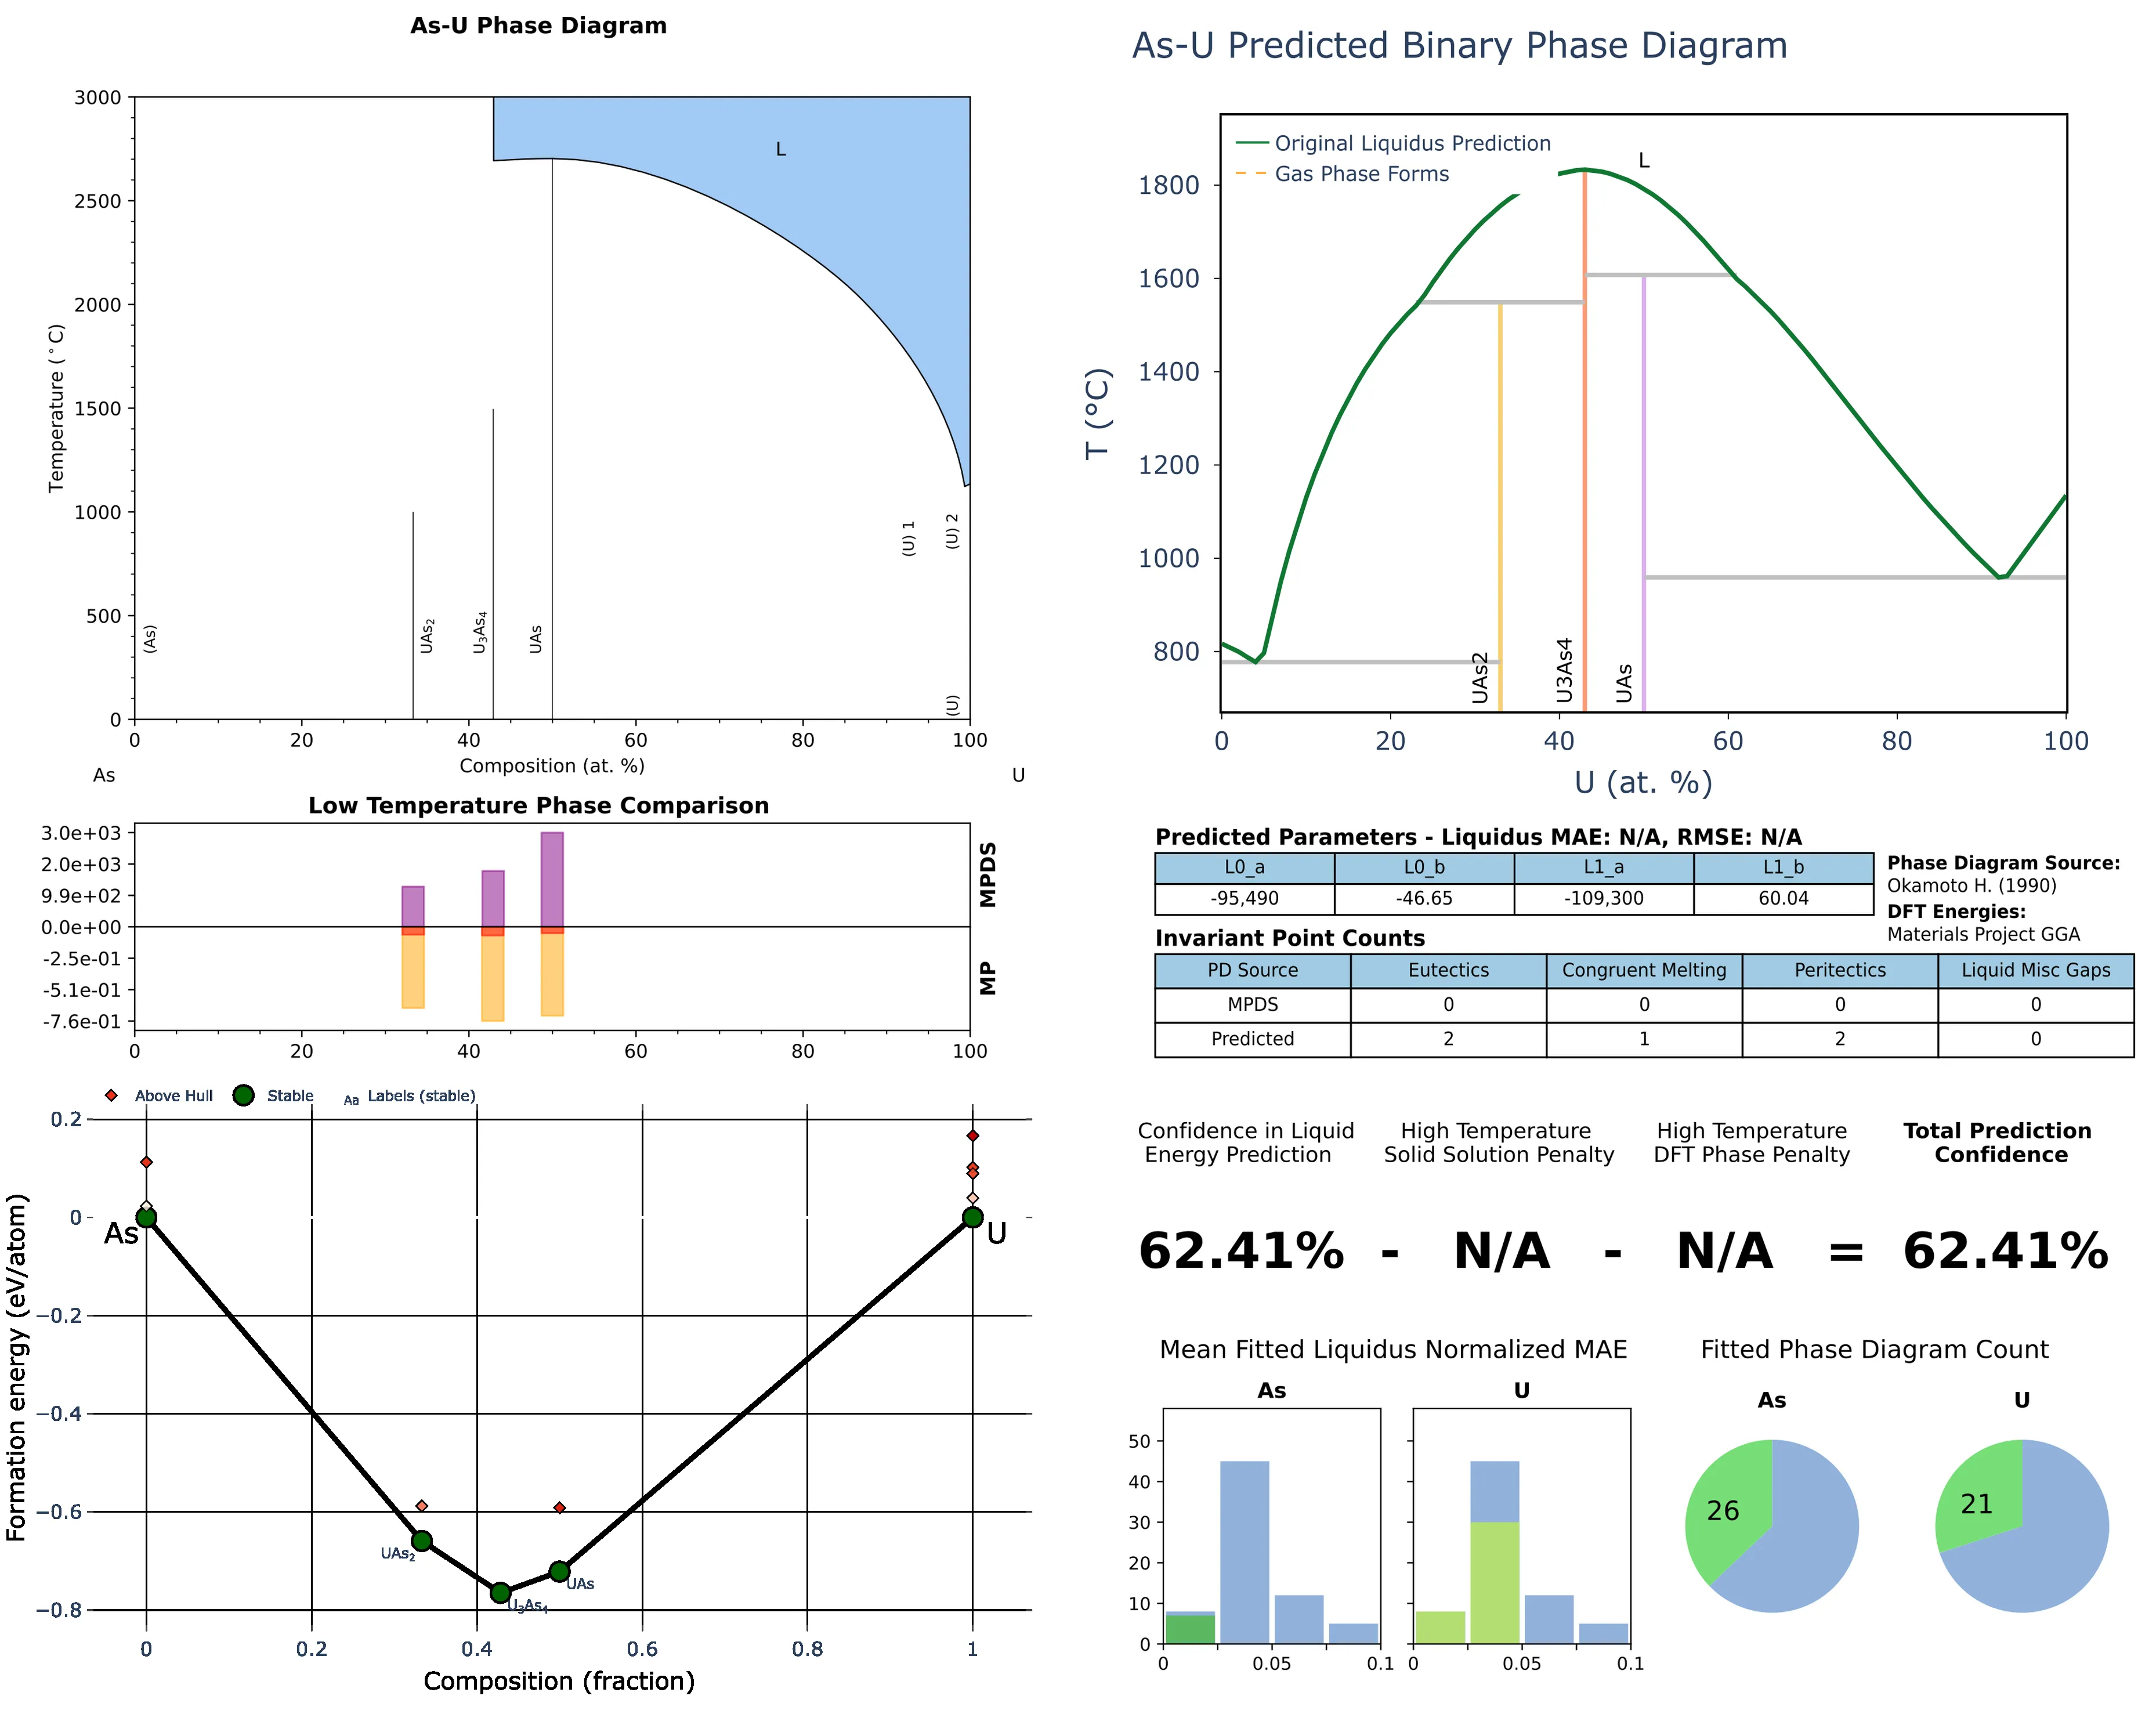 As-U Phase Diagram
3000
2500
2000
1500
1000
500
0
Temperature (°C)
L
(As)
UAs₂
U₃As₄
UAs
(U) 1
(U) 2
(U)
0 20 40 60 80 100
Composition (at. %)
As U
As-U Predicted Binary Phase Diagram
Original Liquidus Prediction
Gas Phase Forms
L
1800
1600
1400
1200
1000
800
T (°C)
UAs2
U3As4
UAs
0 20 40 60 80 100
U (at. %)
Low Temperature Phase Comparison
3.0e+03
2.0e+03
9.9e+02
0.0e+00
-2.5e-01
-5.1e-01
-7.6e-01
MPDS
MP
0 20 40 60 80 100
Predicted Parameters - Liquidus MAE: N/A, RMSE: N/A
L0_a L0_b L1_a L1_b
-95,490 -46.65 -109,300 60.04
Phase Diagram Source:
Okamoto H. (1990)
DFT Energies:
Materials Project GGA
Invariant Point Counts
PD Source Eutectics Congruent Melting Peritectics Liquid Misc Gaps
MPDS 0 0 0 0
Predicted 2 1 2 0
Above Hull Stable Aa Labels (stable)
0.2
0
−0.2
−0.4
−0.6
−0.8
Formation energy (eV/atom)
As
U
UAs₂
U₃As₄
UAs
0 0.2 0.4 0.6 0.8 1
Composition (fraction)
Confidence in Liquid
Energy Prediction
High Temperature
Solid Solution Penalty
High Temperature
DFT Phase Penalty
Total Prediction
Confidence
62.41% - N/A - N/A = 62.41%
Mean Fitted Liquidus Normalized MAE
As U
50
40
30
20
10
0
0 0.05 0.1
0 0.05 0.1
Fitted Phase Diagram Count
As U
26 21